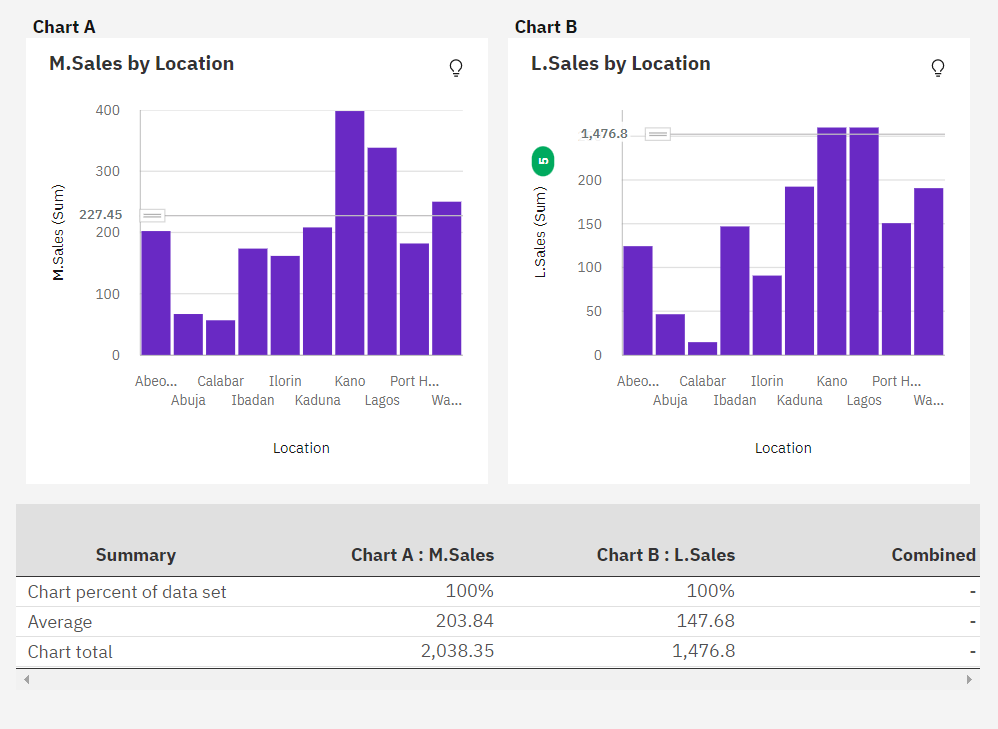 Chart A
M.Sales by Location
400
300
227.45
200
100
0
M.Sales (Sum)
Abeo... Calabar Ilorin Kano Port H...
Abuja Ibadan Kaduna Lagos Wa...
Location
Chart B
L.Sales by Location
1,476.8
5
200
150
100
50
0
L.Sales (Sum)
Abeo... Calabar Ilorin Kano Port H...
Abuja Ibadan Kaduna Lagos Wa...
Location
Summary Chart A : M.Sales Chart B : L.Sales Combined
Chart percent of data set 100% 100% -
Average 203.84 147.68 -
Chart total 2,038.35 1,476.8 -